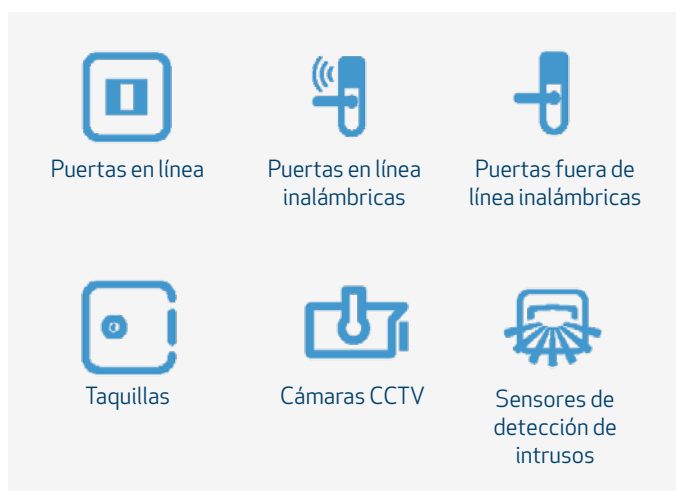 Puertas en línea
Puertas en línea
inalámbricas
Puertas fuera de
línea inalámbricas
Taquillas
Cámaras CCTV
Sensores de
detección de
intrusos